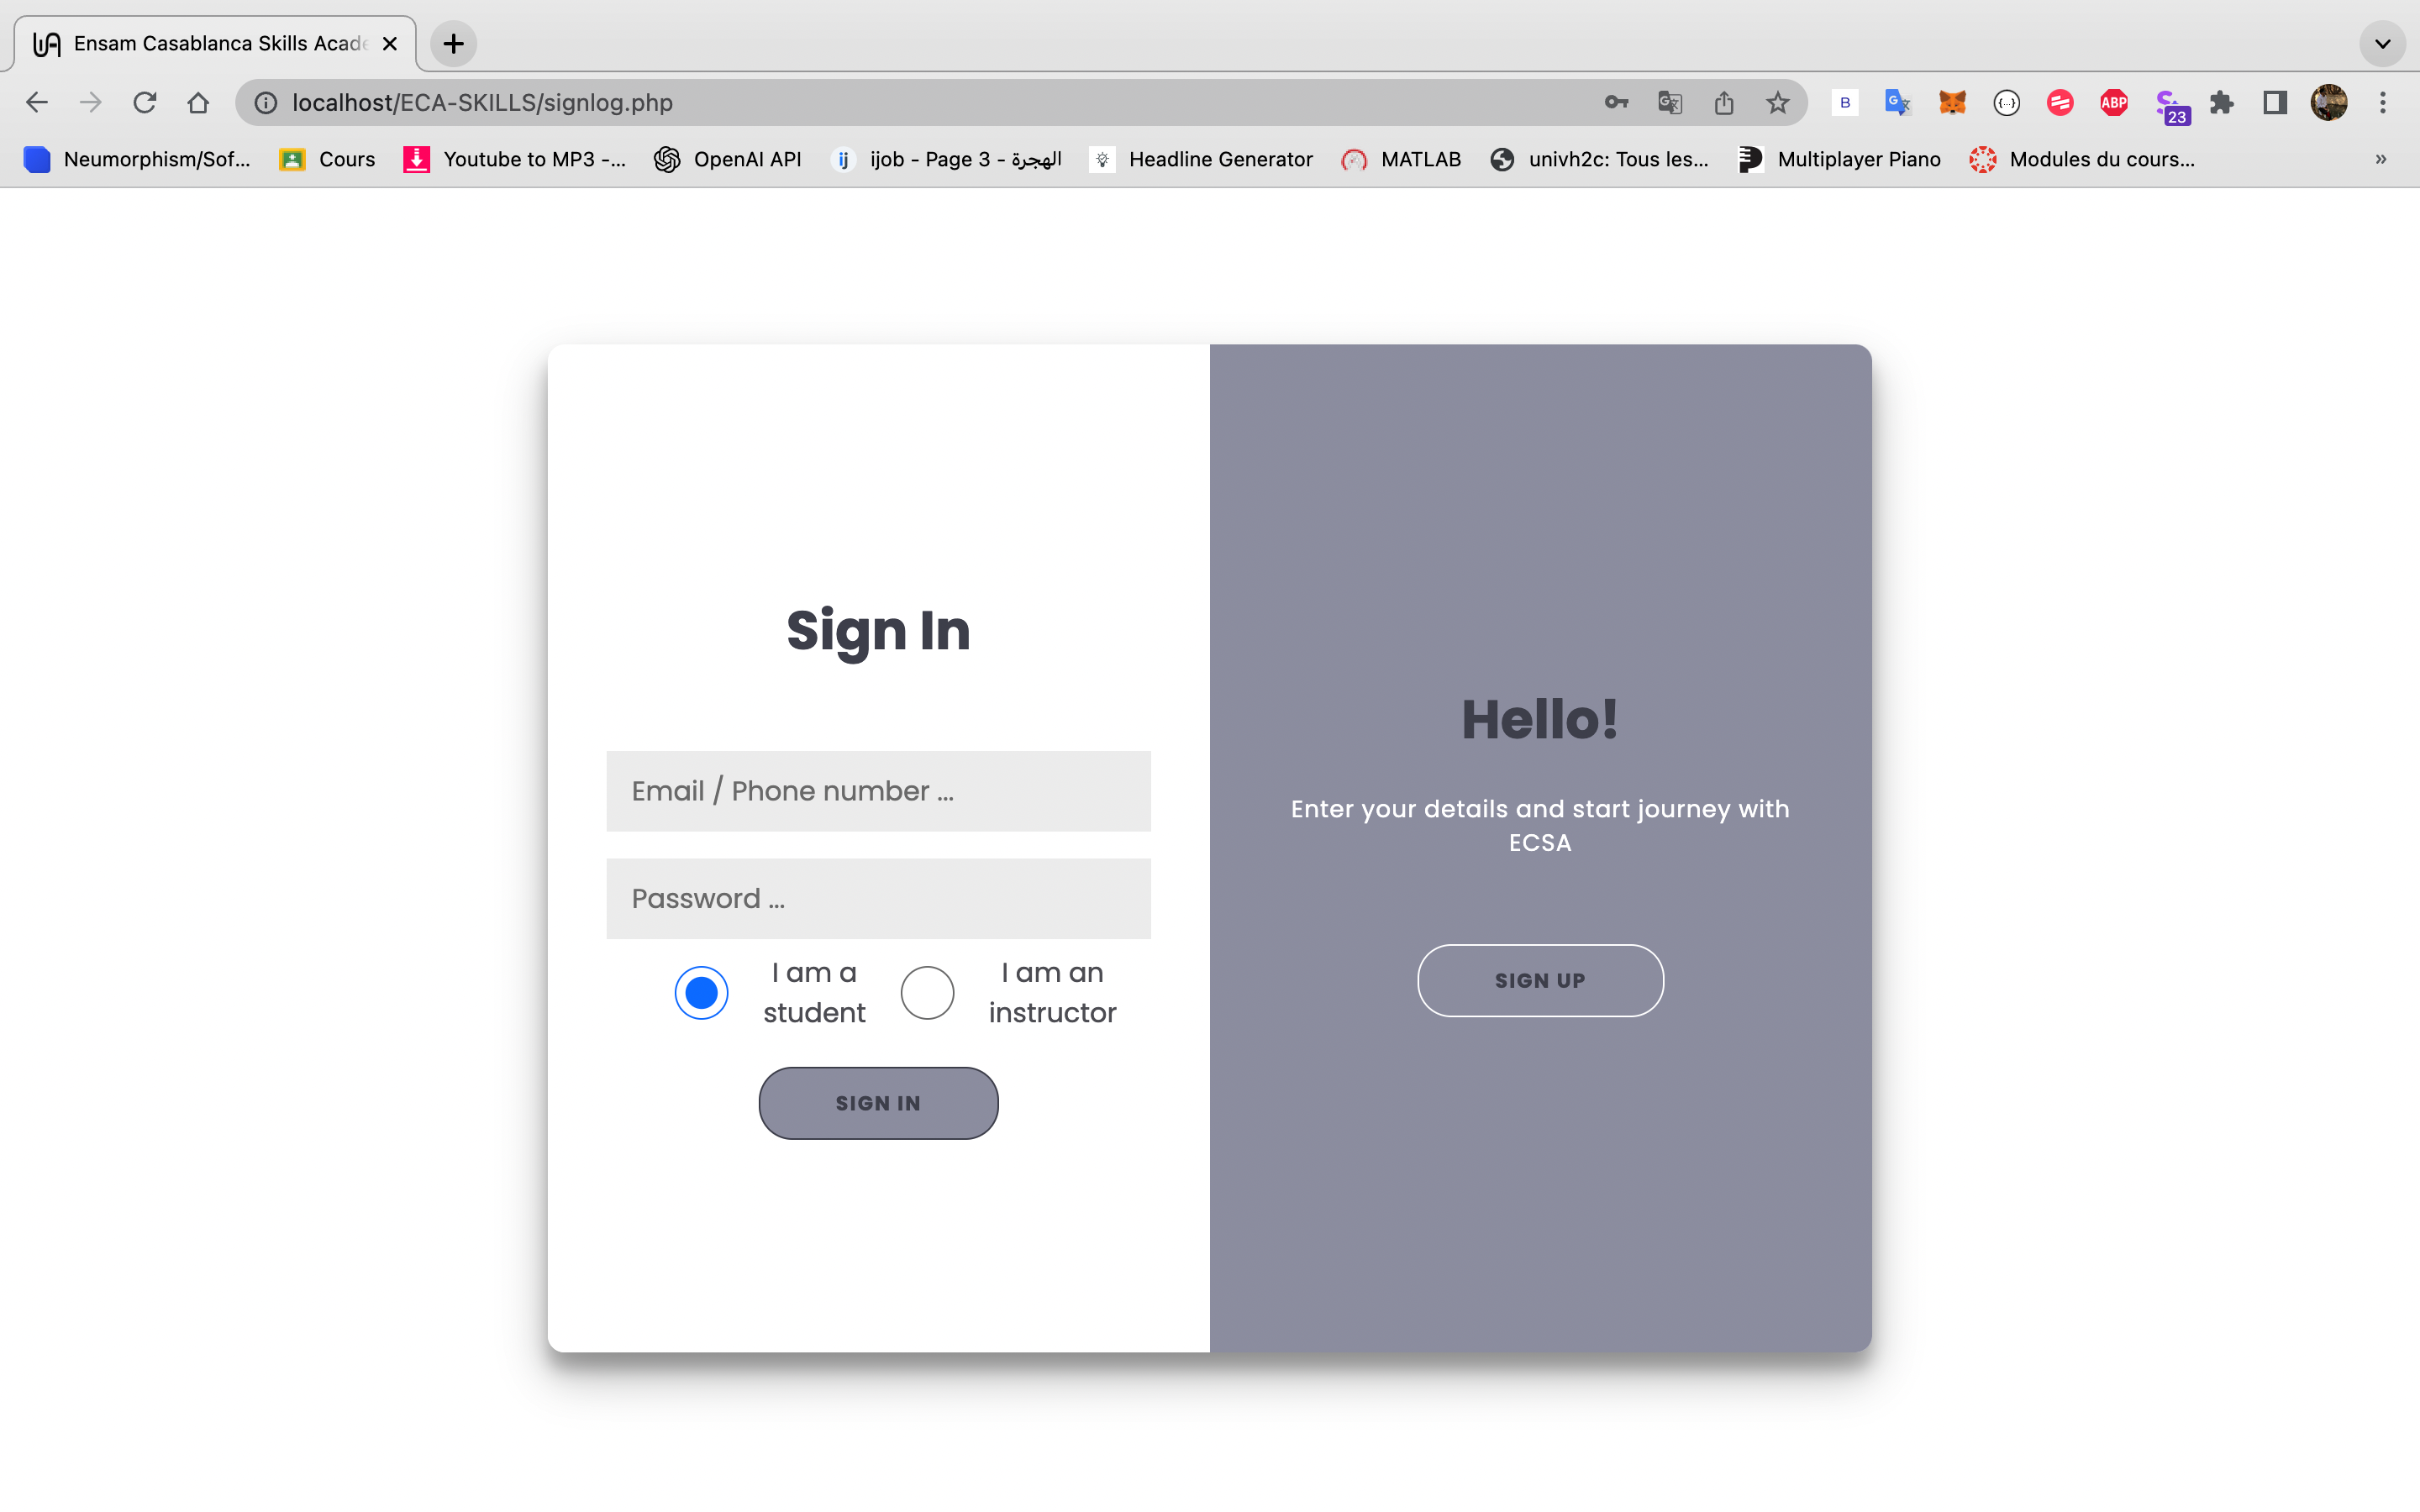 Ensam Casablanca Skills Acade
localhost/ECA-SKILLS/signlog.php
B
ABP
23
Neumorphism/Sof...
Cours
Youtube to MP3 -...
OpenAI API
ij
ijob - Page 3 - الهجرة
Headline Generator
MATLAB
univh2c: Tous les...
Multiplayer Piano
Modules du cours...
»
Sign In
Email / Phone number ...
Password ...
I am a
student
I am an
instructor
SIGN IN
Hello!
Enter your details and start journey with
ECSA
SIGN UP